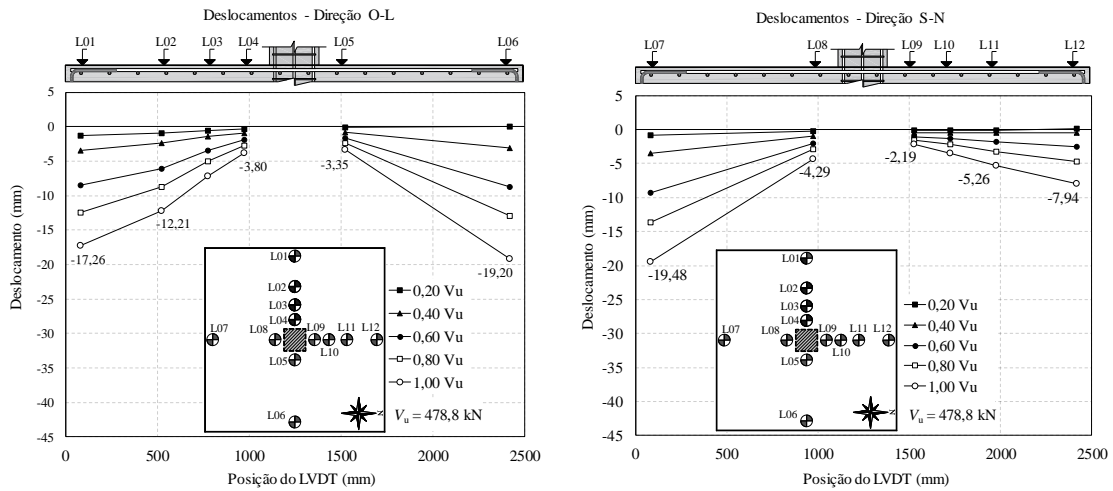 Deslocamentos - Direção O-L
L01 L02 L03 L04 L05 L06
Deslocamento (mm)
5
0
-5
-10
-15
-20
-25
-30
-35
-40
-45
-3,80
-3,35
-12,21
-17,26
-19,20
L01
L02
L03
L04
L07 L08 L09 L11 L12
L10
L05
L06
N
0,20 Vu
0,40 Vu
0,60 Vu
0,80 Vu
1,00 Vu
Vu = 478,8 kN
0 500 1000 1500 2000 2500
Posição do LVDT (mm)
Deslocamentos - Direção S-N
L07 L08 L09 L10 L11 L12
Deslocamento (mm)
5
0
-5
-10
-15
-20
-25
-30
-35
-40
-45
-2,19
-4,29
-5,26
-7,94
-19,48
L01
L02
L03
L04
L07 L08 L09 L11 L12
L10
L05
L06
N
0,20 Vu
0,40 Vu
0,60 Vu
0,80 Vu
1,00 Vu
Vu = 478,8 kN
0 500 1000 1500 2000 2500
Posição do LVDT (mm)